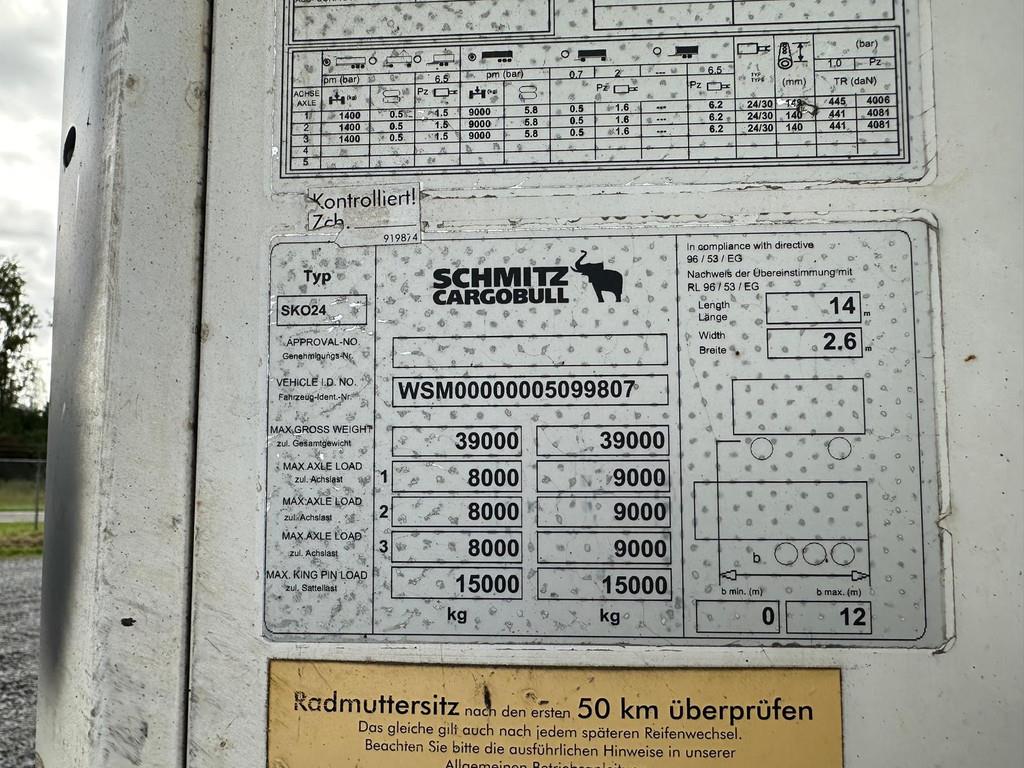 (bar)
pm (bar) 6.5 pm (bar) 0.7 2 --- 6.5 TYP TYPE (mm) 1.0 Pz
ACHSE AXLE Pz Pz Pz TR (daN)
1 1400 0.5 1.5 9000 5.8 0.5 1.6 --- 6.2 24/30 445 4006
2 1400 0.5 1.5 9000 5.8 0.5 1.6 --- 6.2 24/30 140 441 4081
3 1400 0.5 1.5 9000 5.8 0.5 1.6 --- 6.2 24/30 140 441 4081
4
5
Kontrolliert!
Zch.
919874
Typ
SKO24
SCHMITZ
CARGOBULL
APPROVAL-NO.
Genehmigungs-Nr.
VEHICLE I.D. NO.
Fahrzeug-Ident.-Nr.
WSM00000005099807
MAX.GROSS WEIGHT
zul. Gesamtgewicht
39000 39000
MAX.AXLE LOAD
zul. Achslast
1 8000 9000
MAX.AXLE LOAD
zul. Achslast
2 8000 9000
MAX.AXLE LOAD
zul. Achslast
3 8000 9000
MAX. KING PIN LOAD
zul. Sattellast
15000 15000
kg kg
In compliance with directive
96 / 53 / EG
Nachweis der Übereinstimmung mit
RL 96 / 53 / EG
Length
Länge
14 m
Width
Breite
2.6 m
b
b min. (m) b max. (m)
0 12
Radmuttersitz nach den ersten 50 km überprüfen
Das gleiche gilt auch nach jedem späteren Reifenwechsel.
Beachten Sie bitte die ausführlichen Hinweise in unserer
Allgemeinen